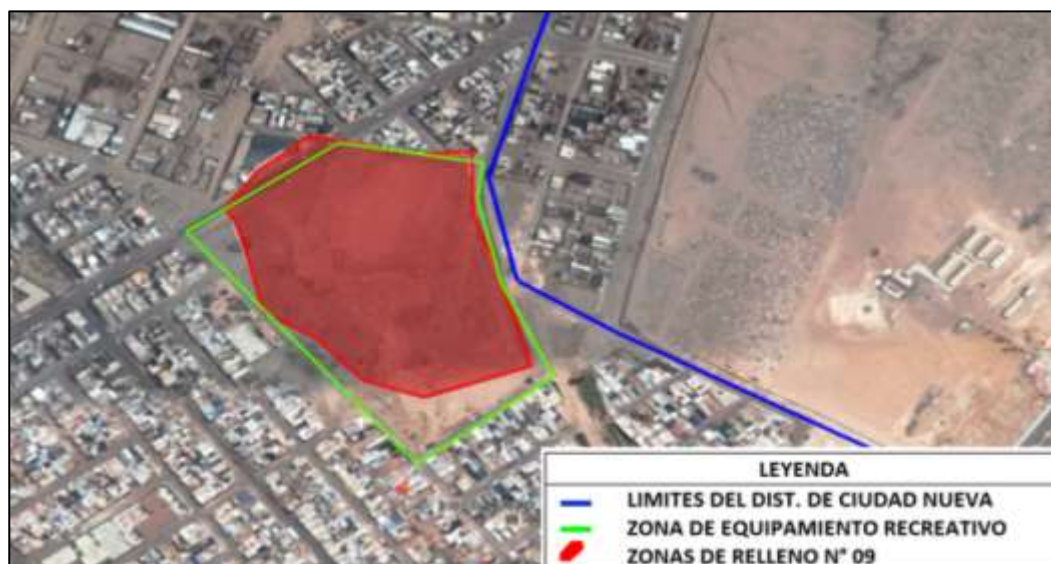 LEYENDA
LIMITES DEL DIST. DE CIUDAD NUEVA
ZONA DE EQUIPAMIENTO RECREATIVO
ZONAS DE RELLENO N° 09